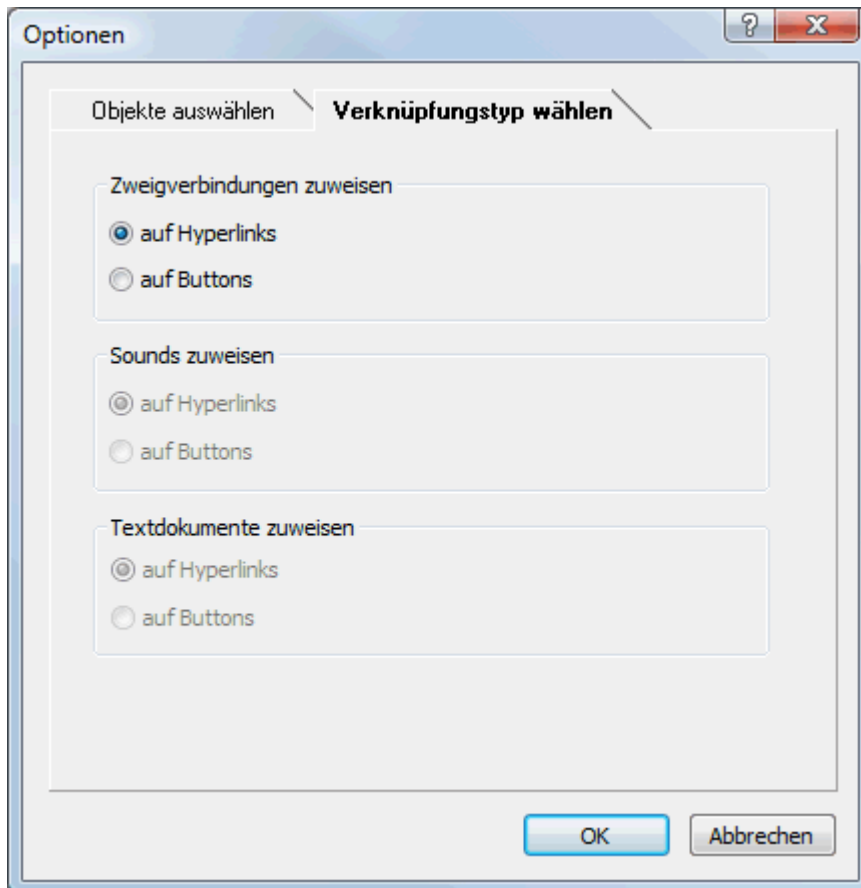 Optionen
Objekte auswählen
Verknüpfungstyp wählen
Zweigverbindungen zuweisen
auf Hyperlinks
auf Buttons
Sounds zuweisen
auf Hyperlinks
auf Buttons
Textdokumente zuweisen
auf Hyperlinks
auf Buttons
OK
Abbrechen